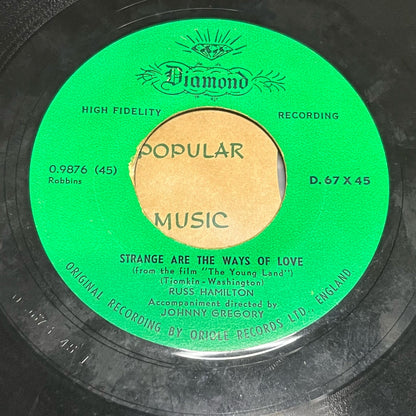 Diamond
HIGH FIDELITY RECORDING
0.9876 (45)
Robbins
D. 67 X 45
POPULAR
MUSIC
STRANGE ARE THE WAYS OF LOVE
(from the film "The Young Land")
(Tjomkin-Washington)
RUSS HAMILTON
Accompaniment directed by
JOHNNY GREGORY
ORIGINAL RECORDING BY ORIOLE RECORDS LTD., ENGLAND